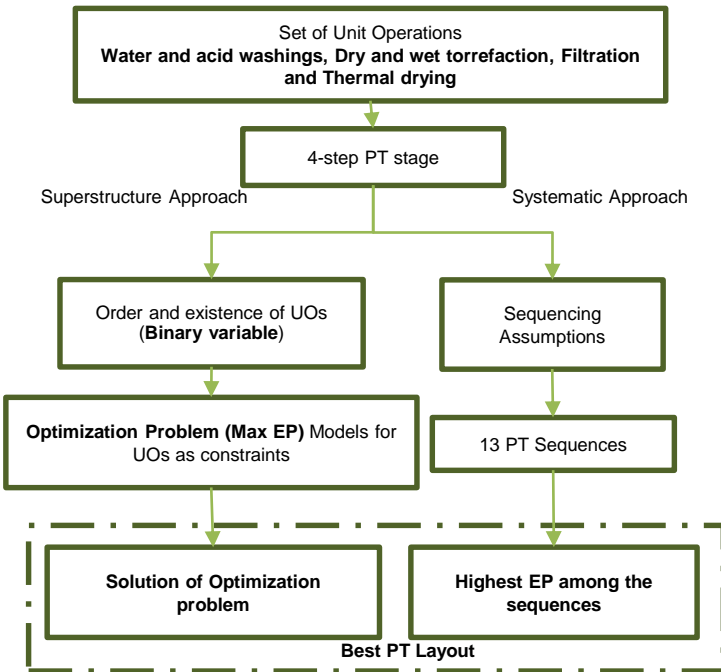 Set of Unit Operations
Water and acid washings, Dry and wet torrefaction, Filtration
and Thermal drying
4-step PT stage
Superstructure Approach
Systematic Approach
Order and existence of UOs
(Binary variable)
Sequencing
Assumptions
Optimization Problem (Max EP) Models for
UOs as constraints
13 PT Sequences
Solution of Optimization
problem
Highest EP among the
sequences
Best PT Layout